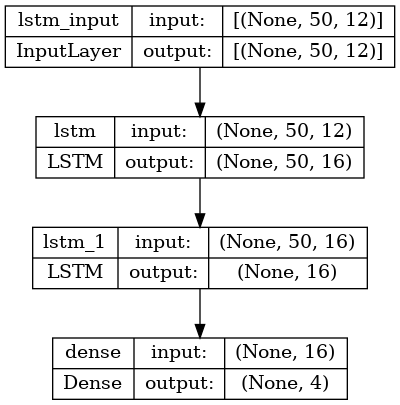 lstm_input input: [(None, 50, 12)]
InputLayer output: [(None, 50, 12)]
lstm input: (None, 50, 12)
LSTM output: (None, 50, 16)
lstm_1 input: (None, 50, 16)
LSTM output: (None, 16)
dense input: (None, 16)
Dense output: (None, 4)